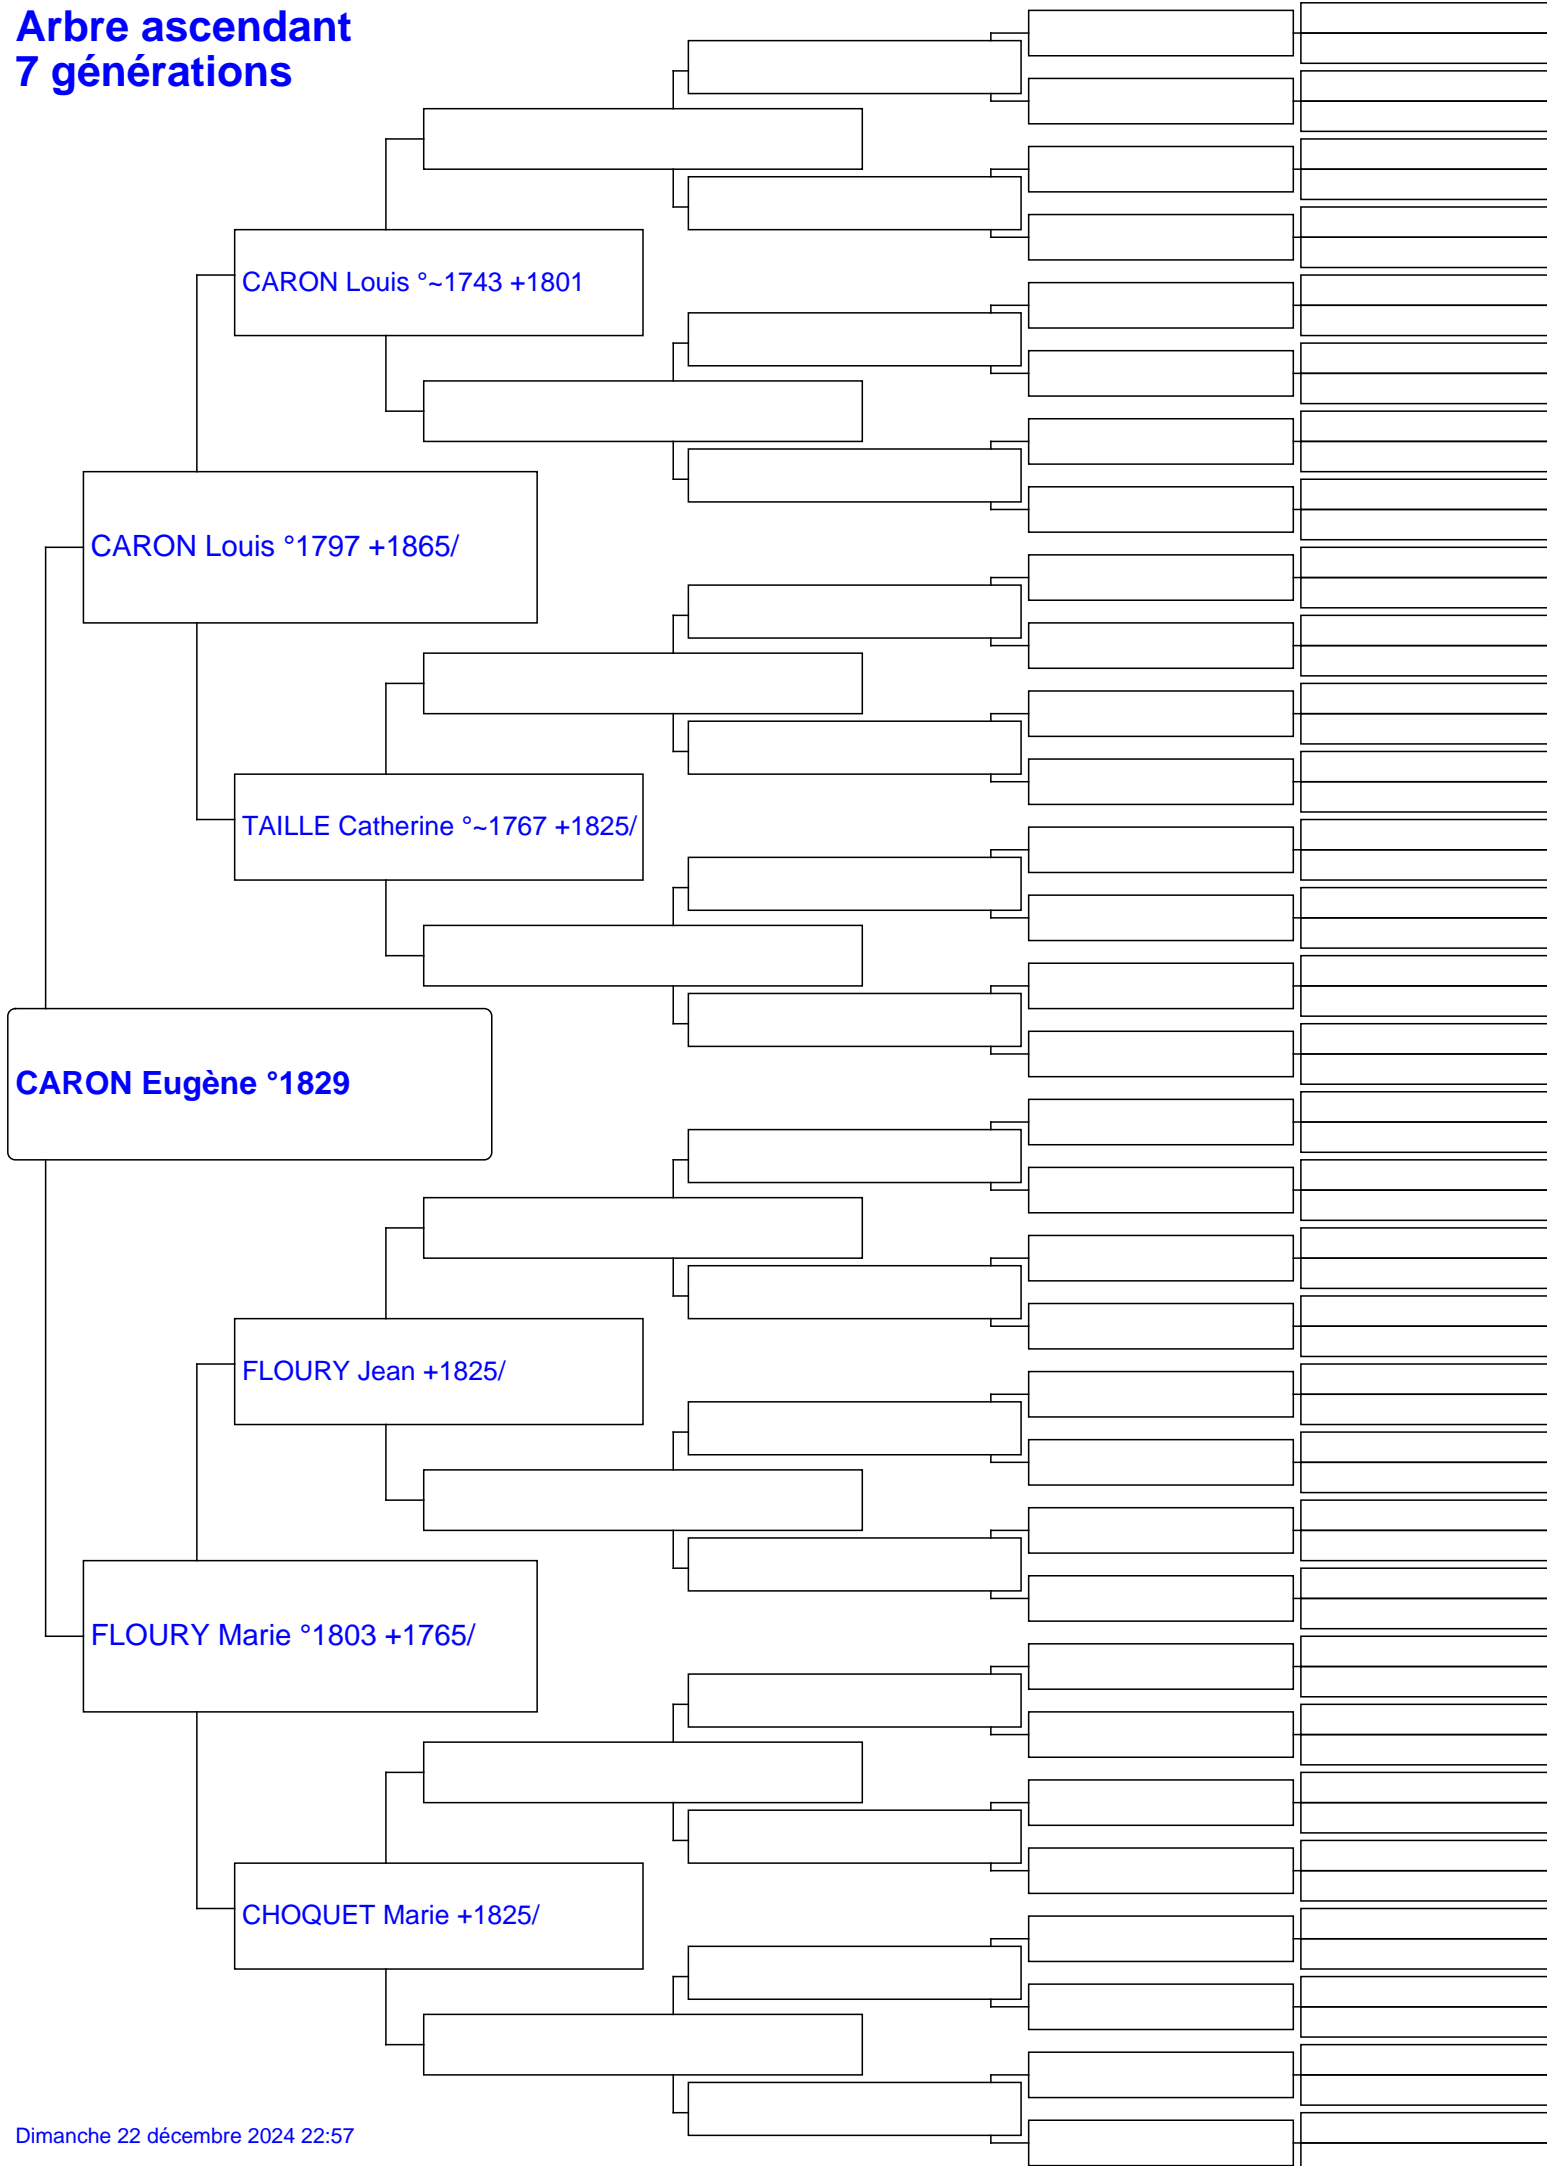 Arbre ascendant
7 générations
CARON Louis °~1743 +1801
CARON Louis °1797 +1865/
TAILLE Catherine °~1767 +1825/
CARON Eugène °1829
FLOURY Jean +1825/
FLOURY Marie °1803 +1765/
CHOQUET Marie +1825/
Dimanche 22 décembre 2024 22:57